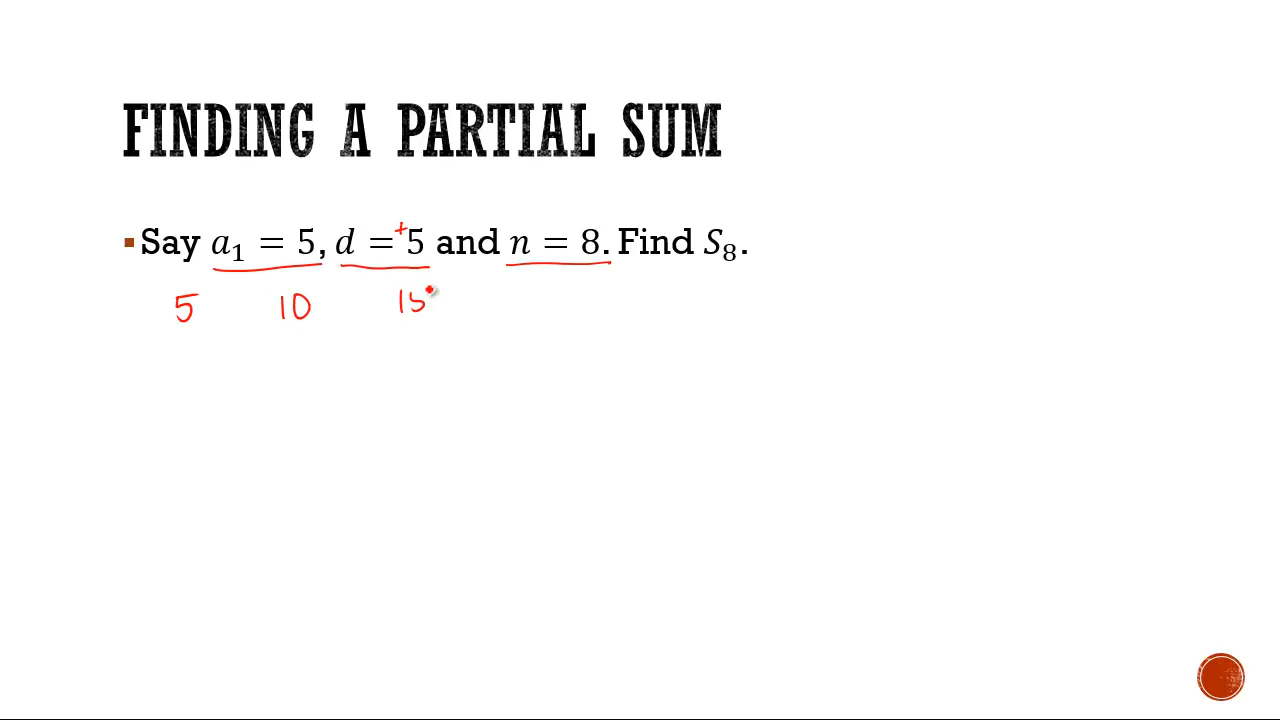 FINDING A PARTIAL SUM
▪Say a₁ = 5, d = +5 and n = 8. Find S₈.
5 10 15